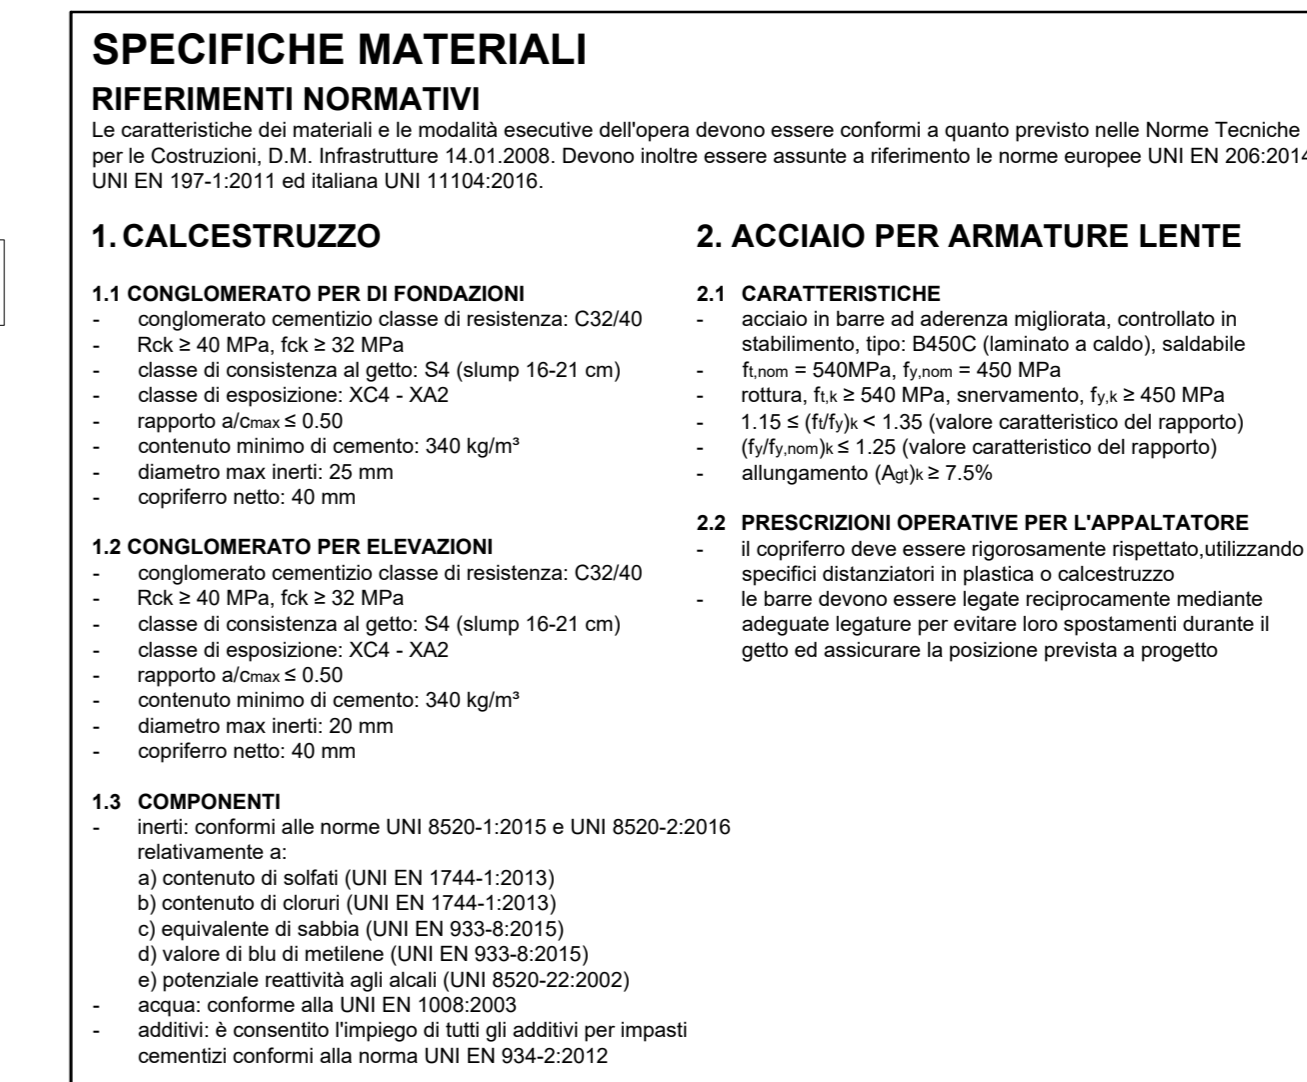 SPECIFICHE MATERIALI
RIFERIMENTI NORMATIVI
Le caratteristiche dei materiali e le modalità esecutive dell'opera devono essere conformi a quanto previsto nelle Norme Tecniche
per le Costruzioni, D.M. Infrastrutture 14.01.2008. Devono inoltre essere assunte a riferimento le norme europee UNI EN 206:2014
UNI EN 197-1:2011 ed italiana UNI 11104:2016.
1. CALCESTRUZZO
1.1 CONGLOMERATO PER DI FONDAZIONI
- conglomerato cementizio classe di resistenza: C32/40
- Rck ≥ 40 MPa, fck ≥ 32 MPa
- classe di consistenza al getto: S4 (slump 16-21 cm)
- classe di esposizione: XC4 - XA2
- rapporto a/cmax ≤ 0.50
- contenuto minimo di cemento: 340 kg/m³
- diametro max inerti: 25 mm
- copriferro netto: 40 mm
1.2 CONGLOMERATO PER ELEVAZIONI
- conglomerato cementizio classe di resistenza: C32/40
- Rck ≥ 40 MPa, fck ≥ 32 MPa
- classe di consistenza al getto: S4 (slump 16-21 cm)
- classe di esposizione: XC4 - XA2
- rapporto a/cmax ≤ 0.50
- contenuto minimo di cemento: 340 kg/m³
- diametro max inerti: 20 mm
- copriferro netto: 40 mm
1.3 COMPONENTI
- inerti: conformi alle norme UNI 8520-1:2015 e UNI 8520-2:2016
relativamente a:
a) contenuto di solfati (UNI EN 1744-1:2013)
b) contenuto di cloruri (UNI EN 1744-1:2013)
c) equivalente di sabbia (UNI EN 933-8:2015)
d) valore di blu di metilene (UNI EN 933-8:2015)
e) potenziale reattività agli alcali (UNI 8520-22:2002)
- acqua: conforme alla UNI EN 1008:2003
- additivi: è consentito l'impiego di tutti gli additivi per impasti
cementizi conformi alla norma UNI EN 934-2:2012
2. ACCIAIO PER ARMATURE LENTE
2.1 CARATTERISTICHE
- acciaio in barre ad aderenza migliorata, controllato in
stabilimento, tipo: B450C (laminato a caldo), saldabile
- ft,nom = 540MPa, fy,nom = 450 MPa
- rottura, ft,k ≥ 540 MPa, snervamento, fy,k ≥ 450 MPa
- 1.15 ≤ (ft/fy)k < 1.35 (valore caratteristico del rapporto)
- (fy/fy,nom)k ≤ 1.25 (valore caratteristico del rapporto)
- allungamento (Agt)k ≥ 7.5%
2.2 PRESCRIZIONI OPERATIVE PER L'APPALTATORE
- il copriferro deve essere rigorosamente rispettato,utilizzando
specifici distanziatori in plastica o calcestruzzo
- le barre devono essere legate reciprocamente mediante
adeguate legature per evitare loro spostamenti durante il
getto ed assicurare la posizione prevista a progetto